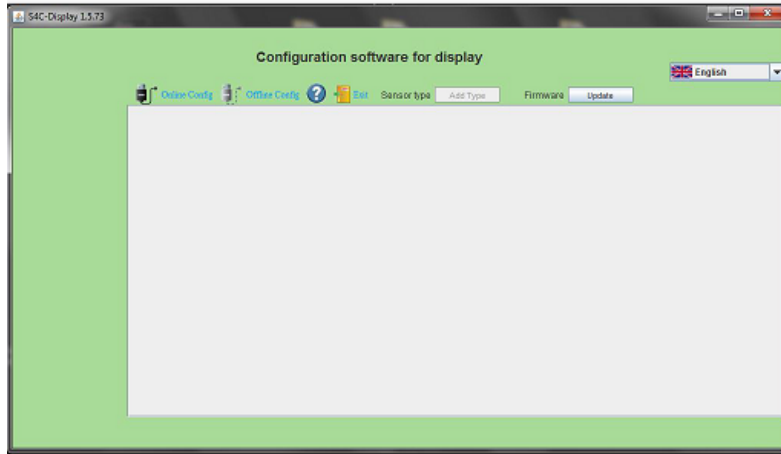 S4C-Display 1.5.73
Configuration software for display
English
Online Config Offline Config ? Exit Sensor type Add Type Firmware Update